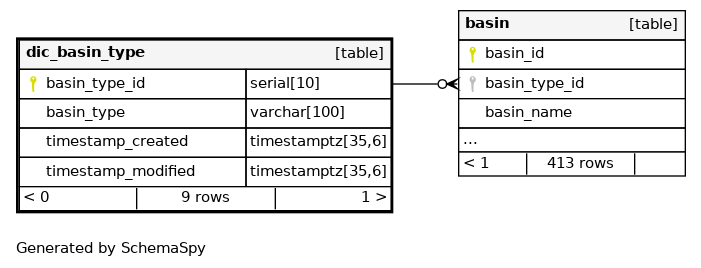 dic_basin_type [table]
basin_type_id serial[10]
basin_type varchar[100]
timestamp_created timestamptz[35,6]
timestamp_modified timestamptz[35,6]
< 0 9 rows 1 >
basin [table]
basin_id
basin_type_id
basin_name
...
< 1 413 rows
Generated by SchemaSpy